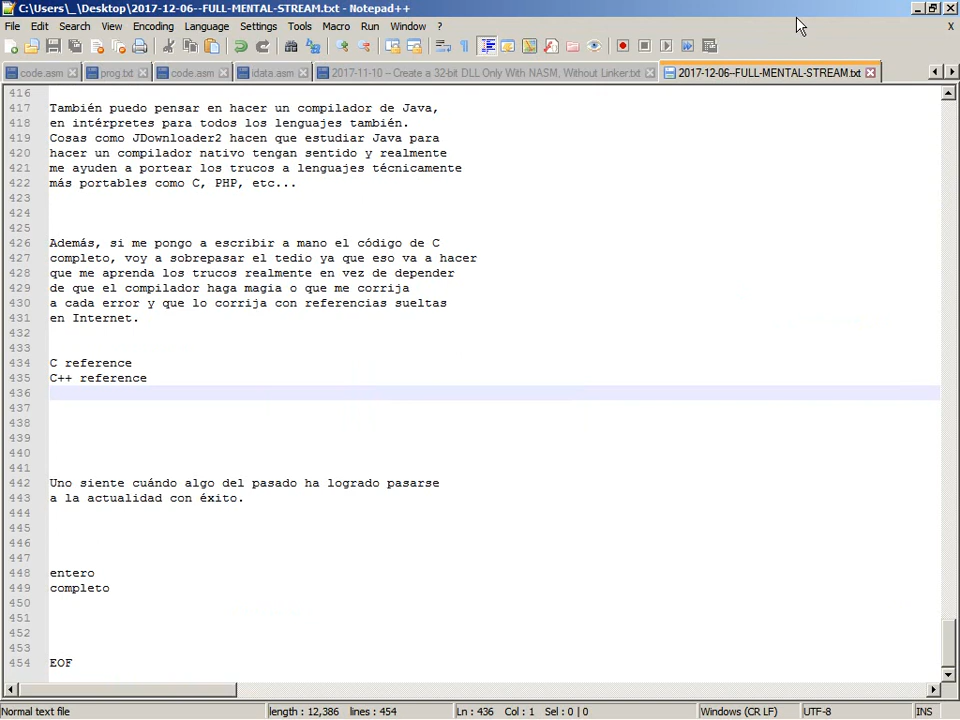 C:\Users\_\Desktop\2017-12-06--FULL-MENTAL-STREAM.txt - Notepad++
File Edit Search View Encoding Language Settings Tools Macro Run Window ? X
code.asm prog.txt code.asm idata.asm 2017-11-10 – Create a 32-bit DLL Only With NASM, Without Linker.txt 2017-12-06--FULL-MENTAL-STREAM.txt
416
417 También puedo pensar en hacer un compilador de Java,
418 en intérpretes para todos los lenguajes también.
419 Cosas como JDownloader2 hacen que estudiar Java para
420 hacer un compilador nativo tengan sentido y realmente
421 me ayuden a portear los trucos a lenguajes técnicamente
422 más portables como C, PHP, etc...
423
424
425
426 Además, si me pongo a escribir a mano el código de C
427 completo, voy a sobrepasar el tedio ya que eso va a hacer
428 que me aprenda los trucos realmente en vez de depender
429 de que el compilador haga magia o que me corrija
430 a cada error y que lo corrija con referencias sueltas
431 en Internet.
432
433
434 C reference
435 C++ reference
436
437
438
439
440
441
442 Uno siente cuándo algo del pasado ha logrado pasarse
443 a la actualidad con éxito.
444
445
446
447
448 entero
449 completo
450
451
452
453
454 EOF
Normal text file length : 12,386 lines : 454 Ln : 436 Col : 1 Sel : 0 | 0 Windows (CR LF) UTF-8 INS